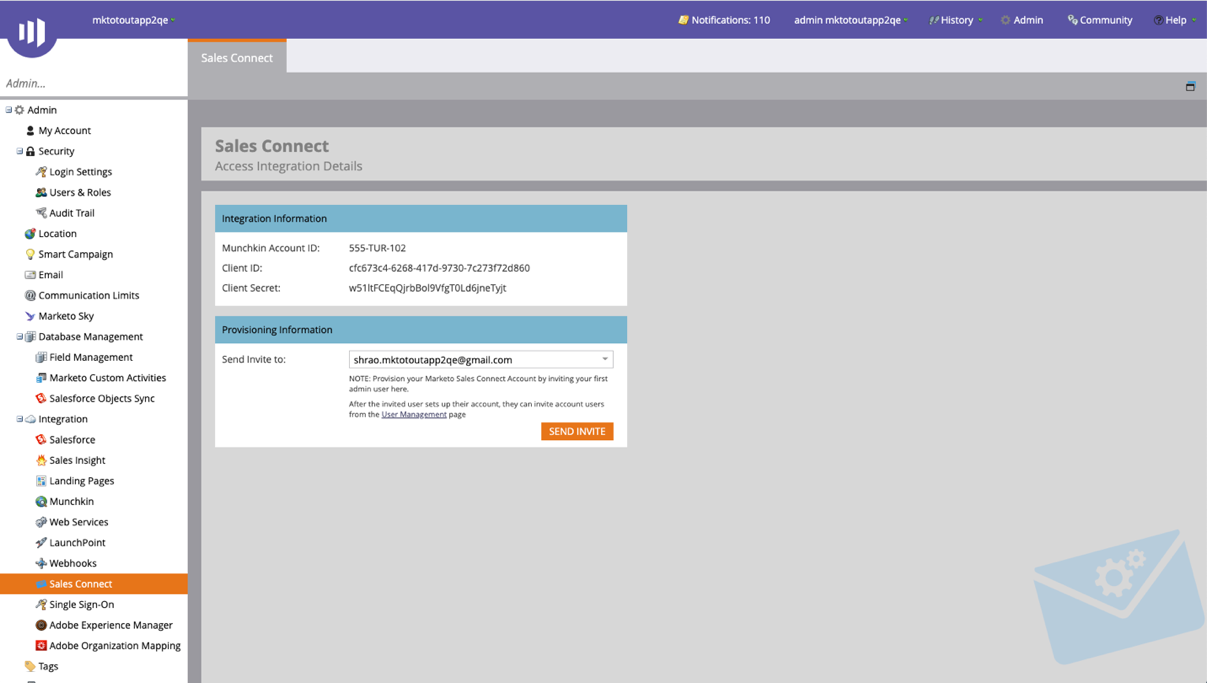 mktotoutapp2qe
Notifications: 110
admin mktotoutapp2qe
History
Admin
Community
Help
Sales Connect
Admin...
Admin
My Account
Security
Login Settings
Users & Roles
Audit Trail
Location
Smart Campaign
Email
Communication Limits
Marketo Sky
Database Management
Field Management
Marketo Custom Activities
Salesforce Objects Sync
Integration
Salesforce
Sales Insight
Landing Pages
Munchkin
Web Services
LaunchPoint
Webhooks
Sales Connect
Single Sign-On
Adobe Experience Manager
Adobe Organization Mapping
Tags
Sales Connect
Access Integration Details
Integration Information
Munchkin Account ID: 555-TUR-102
Client ID: cfc673c4-6268-417d-9730-7c273f72d860
Client Secret: w51ltFCEqQjrbBol9VfgT0Ld6jneTyjt
Provisioning Information
Send Invite to: shrao.mktotoutapp2qe@gmail.com
NOTE: Provision your Marketo Sales Connect Account by inviting your first
admin user here.
After the invited user sets up their account, they can invite account users
from the User Management page
SEND INVITE